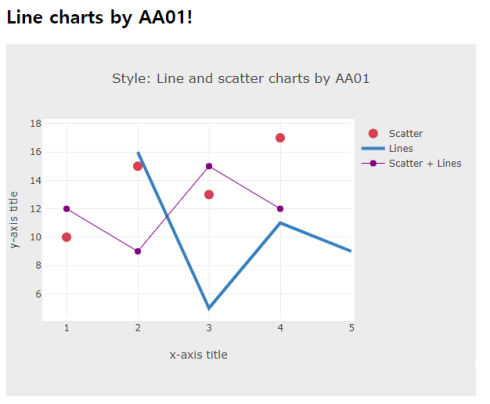 Line charts by AA01!
Style: Line and scatter charts by AA01
18
16
14
12
10
8
6
y-axis title
1 2 3 4 5
x-axis title
Scatter
Lines
Scatter + Lines